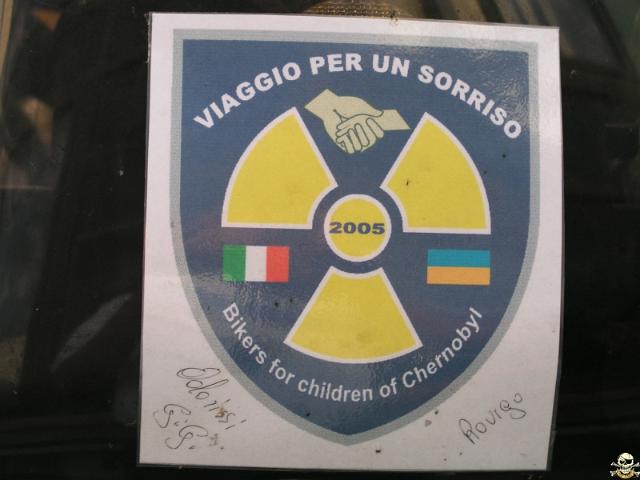 VIAGGIO PER UN SORRISO
2005
Bikers for children of Chernobyl
G.G.
Rovigo